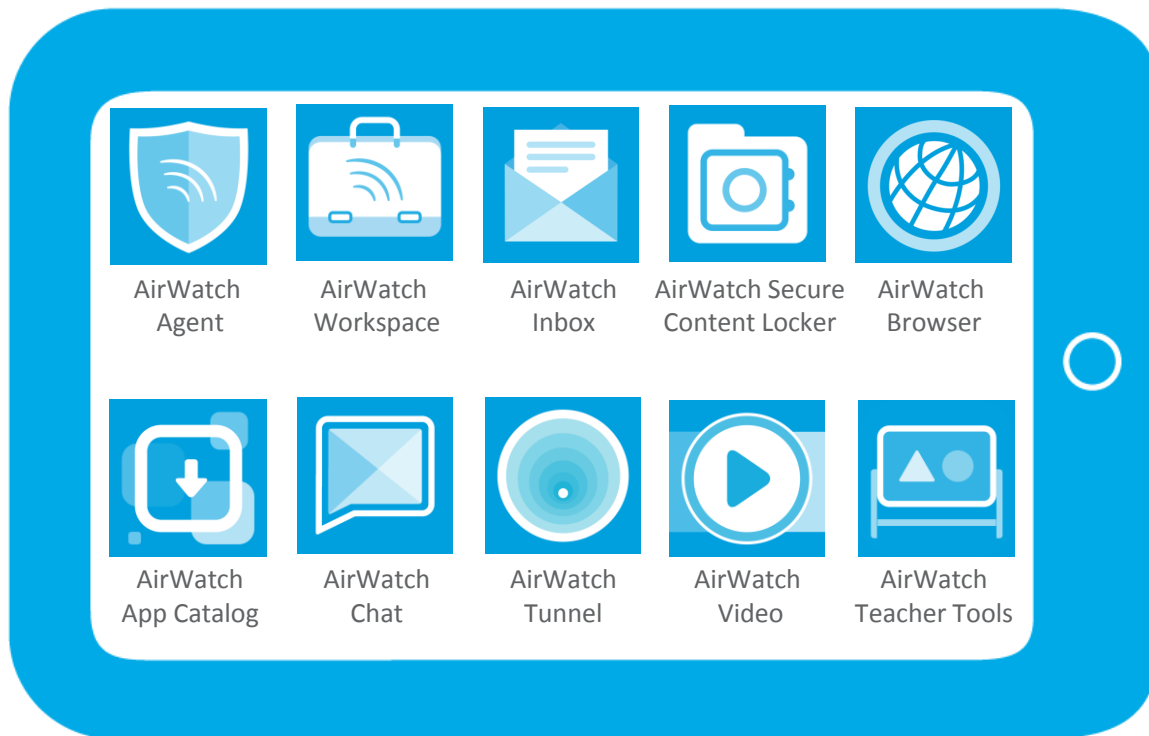 AirWatch
Agent
AirWatch
Workspace
AirWatch
Inbox
AirWatch Secure
Content Locker
AirWatch
Browser
AirWatch
App Catalog
AirWatch
Chat
AirWatch
Tunnel
AirWatch
Video
AirWatch
Teacher Tools